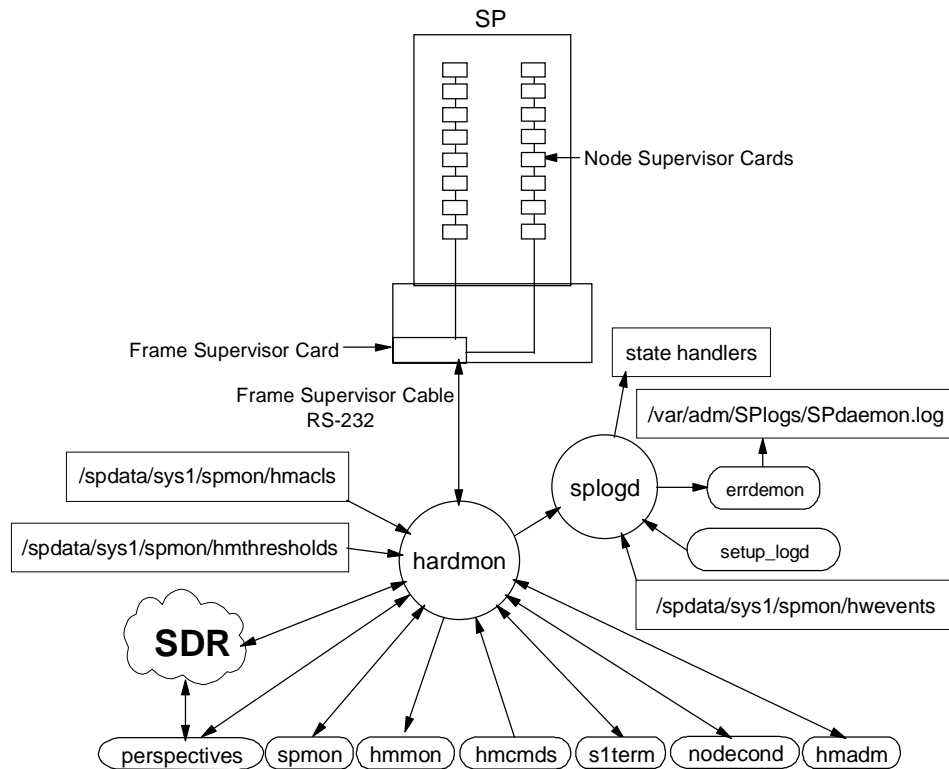 SP
Node Supervisor Cards
Frame Supervisor Card
state handlers
Frame Supervisor Cable
RS-232
/var/adm/SPlogs/SPdaemon.log
/spdata/sys1/spmon/hmacls
splogd
errdemon
/spdata/sys1/spmon/hmthresholds
hardmon
setup_logd
/spdata/sys1/spmon/hwevents
SDR
perspectives
spmon
hmmon
hmcmds
s1term
nodecond
hmadm